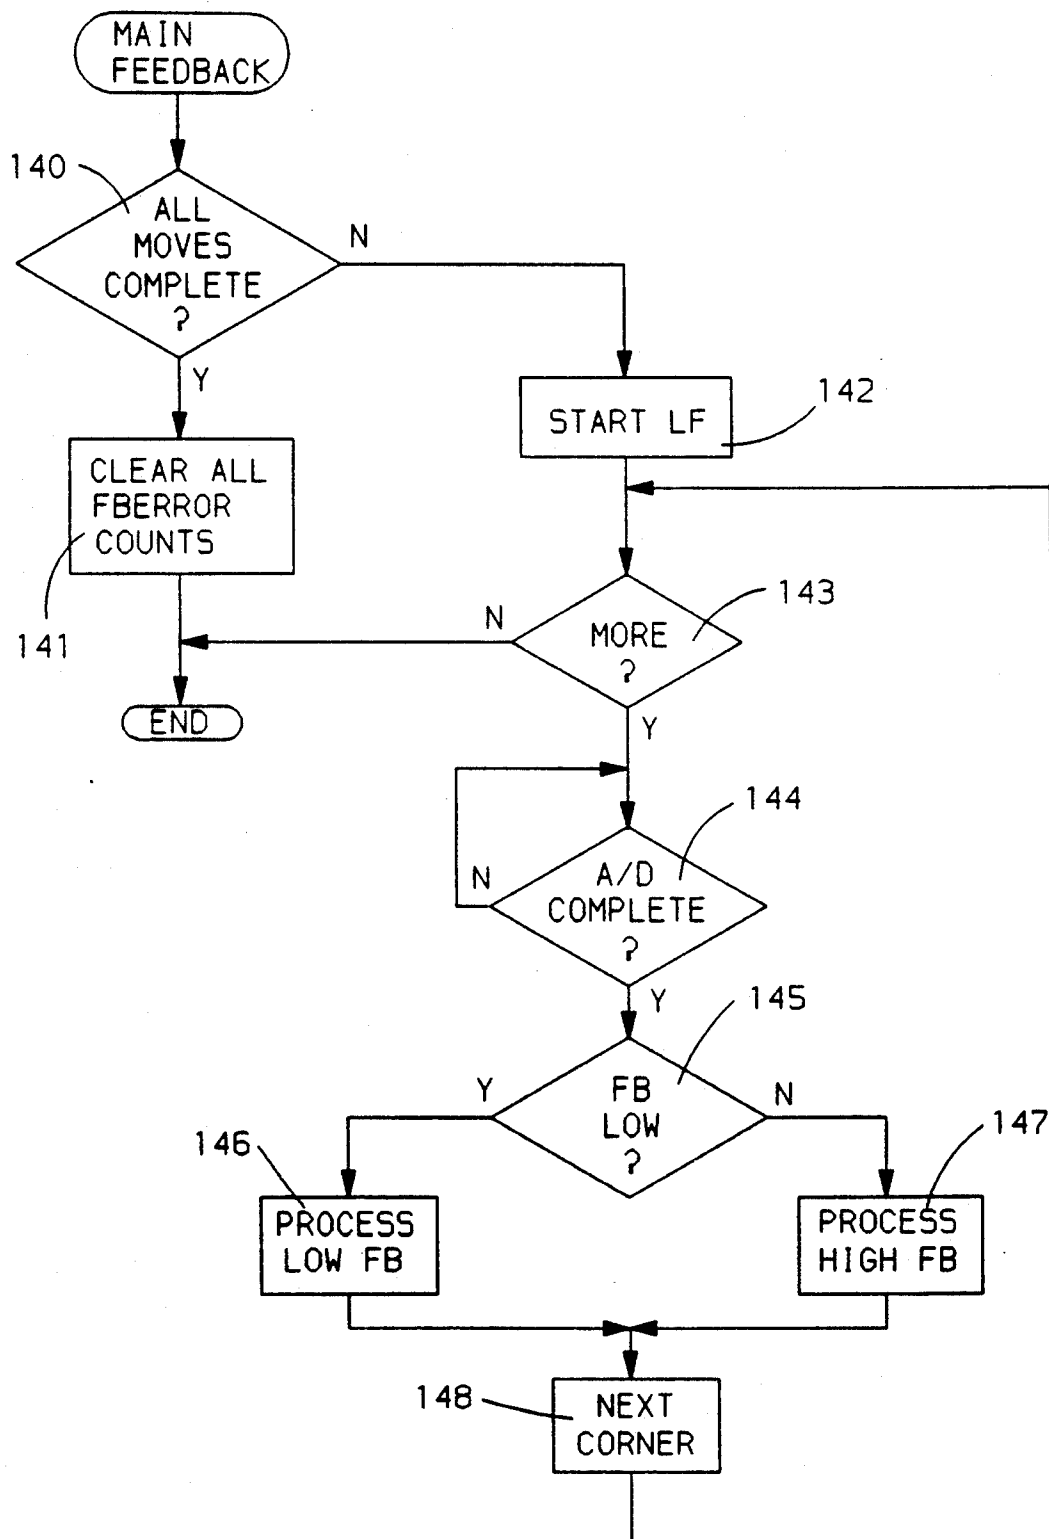 MAIN
FEEDBACK
140
ALL
MOVES
COMPLETE
?
N
Y
START LF
142
CLEAR ALL
FBERROR
COUNTS
141
N
MORE
?
143
Y
END
144
N
A/D
COMPLETE
?
Y
145
Y
FB
LOW
?
N
146
147
PROCESS
LOW FB
PROCESS
HIGH FB
148
NEXT
CORNER